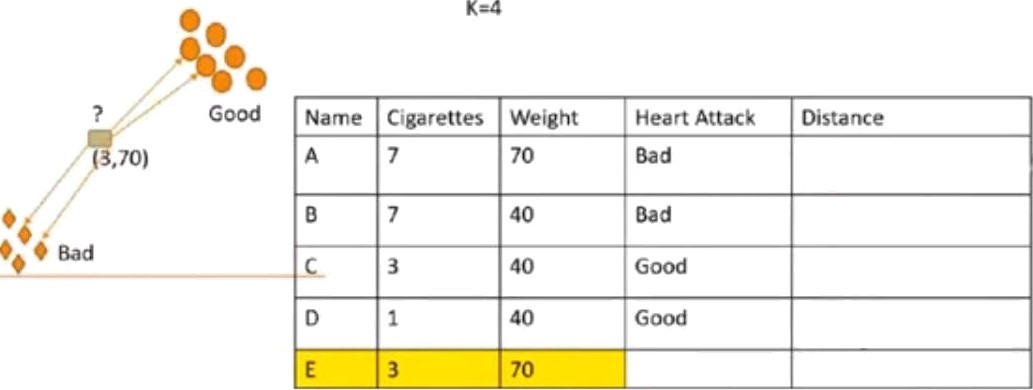 K=4
?
Good
(3,70)
Bad
Name Cigarettes Weight Heart Attack Distance
A 7 70 Bad
B 7 40 Bad
C 3 40 Good
D 1 40 Good
E 3 70